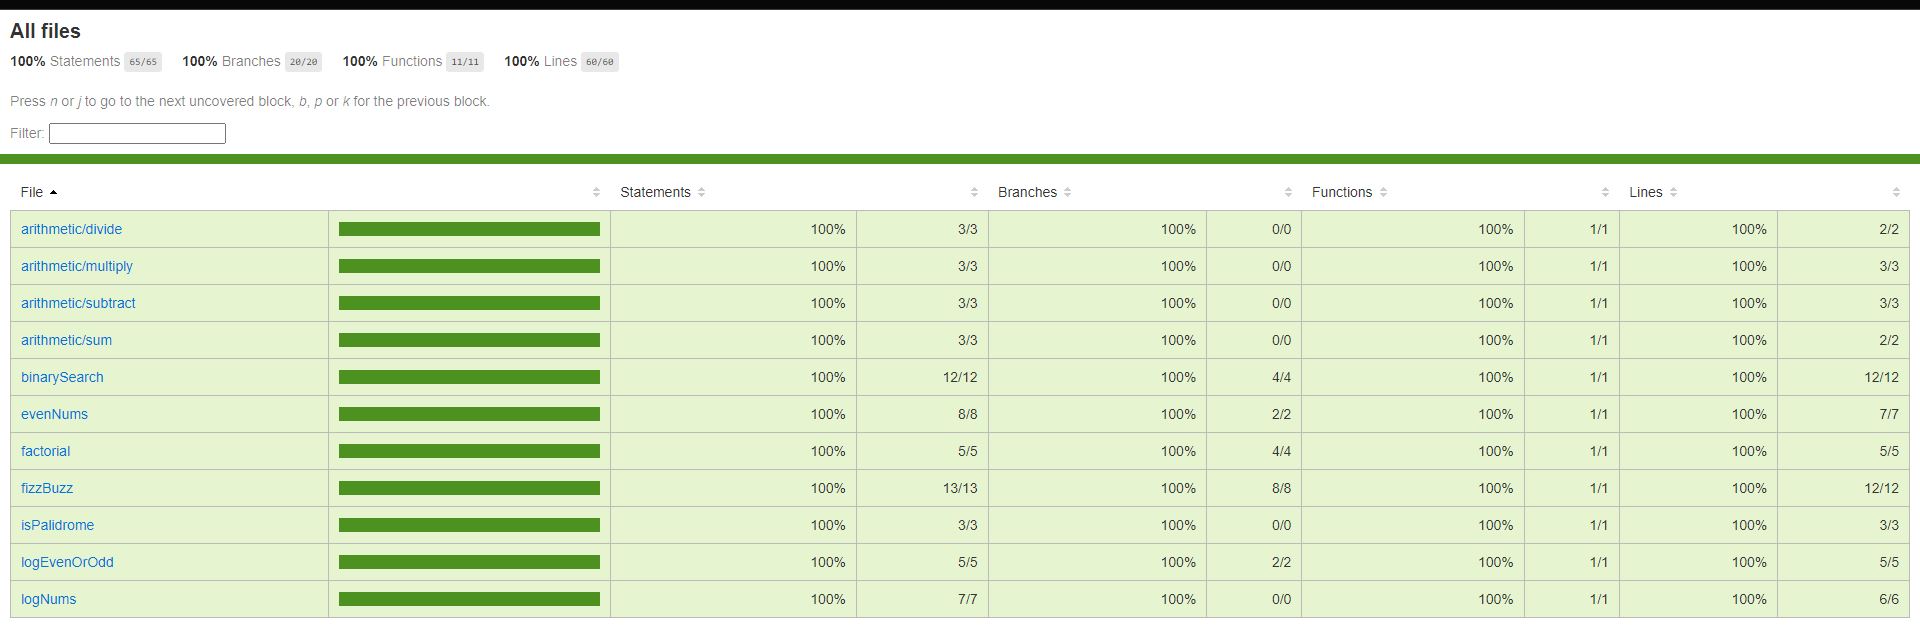 All files
100% Statements 65/65 100% Branches 20/20 100% Functions 11/11 100% Lines 60/60
Press n or j to go to the next uncovered block, b, p or k for the previous block.
Filter:
File Statements Branches Functions Lines
arithmetic/divide 100% 3/3 100% 0/0 100% 1/1 100% 2/2
arithmetic/multiply 100% 3/3 100% 0/0 100% 1/1 100% 3/3
arithmetic/subtract 100% 3/3 100% 0/0 100% 1/1 100% 3/3
arithmetic/sum 100% 3/3 100% 0/0 100% 1/1 100% 2/2
binarySearch 100% 12/12 100% 4/4 100% 1/1 100% 12/12
evenNums 100% 8/8 100% 2/2 100% 1/1 100% 7/7
factorial 100% 5/5 100% 4/4 100% 1/1 100% 5/5
fizzBuzz 100% 13/13 100% 8/8 100% 1/1 100% 12/12
isPalidrome 100% 3/3 100% 0/0 100% 1/1 100% 3/3
logEvenOrOdd 100% 5/5 100% 2/2 100% 1/1 100% 5/5
logNums 100% 7/7 100% 0/0 100% 1/1 100% 6/6